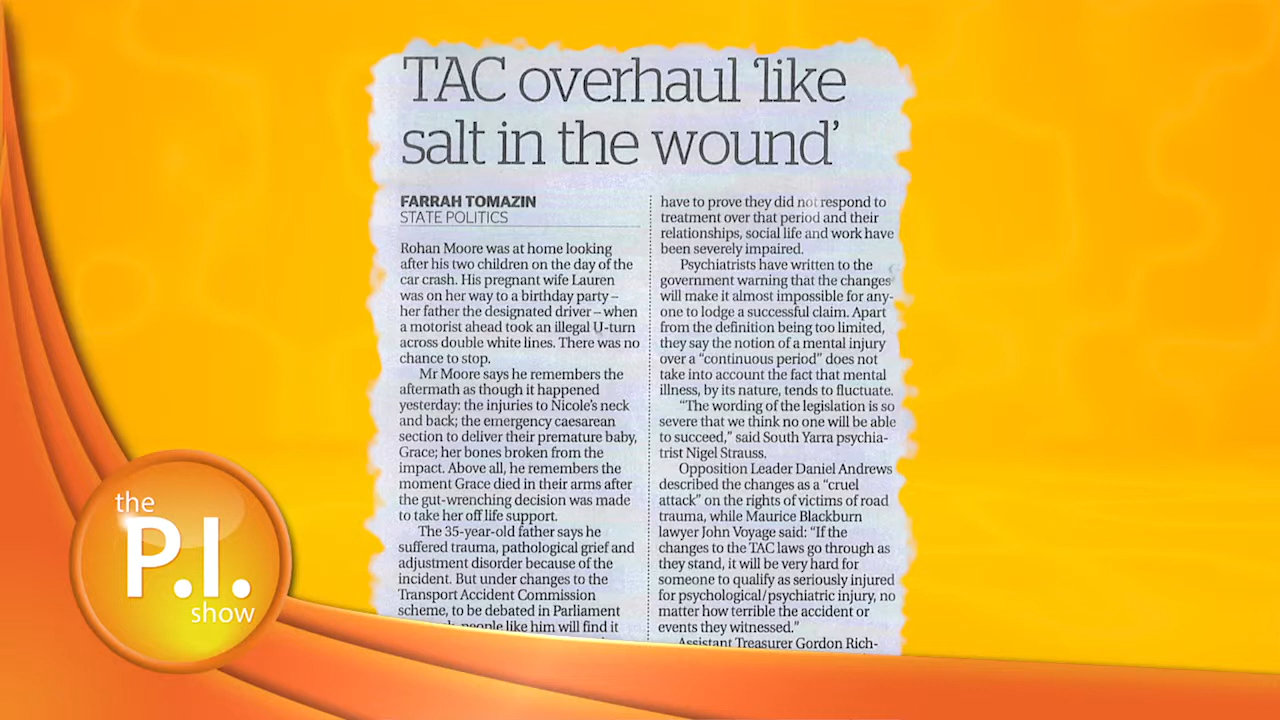 TAC overhaul 'like
salt in the wound'
FARRAH TOMAZIN
STATE POLITICS
Rohan Moore was at home looking
after his two children on the day of the
car crash. His pregnant wife Lauren
was on her way to a birthday party –
her father the designated driver – when
a motorist ahead took an illegal U-turn
across double white lines. There was no
chance to stop.
Mr Moore says he remembers the
aftermath as though it happened
yesterday: the injuries to Nicole's neck
and back; the emergency caesarean
section to deliver their premature baby,
Grace; her bones broken from the
impact. Above all, he remembers the
moment Grace died in their arms after
the gut-wrenching decision was made
to take her off life support.
The 35-year-old father says he
suffered trauma, pathological grief and
adjustment disorder because of the
incident. But under changes to the
Transport Accident Commission
scheme, to be debated in Parliament
people like him will find it
have to prove they did not respond to
treatment over that period and their
relationships, social life and work have
been severely impaired.
Psychiatrists have written to the
government warning that the changes
will make it almost impossible for any-
one to lodge a successful claim. Apart
from the definition being too limited,
they say the notion of a mental injury
over a "continuous period" does not
take into account the fact that mental
illness, by its nature, tends to fluctuate.
"The wording of the legislation is so
severe that we think no one will be able
to succeed," said South Yarra psychia-
trist Nigel Strauss.
Opposition Leader Daniel Andrews
described the changes as a "cruel
attack" on the rights of victims of road
trauma, while Maurice Blackburn
lawyer John Voyage said: "If the
changes to the TAC laws go through as
they stand, it will be very hard for
someone to qualify as seriously injured
for psychological/psychiatric injury, no
matter how terrible the accident or
events they witnessed."
Assistant Treasurer Gordon Rich-
the
P.I.
show